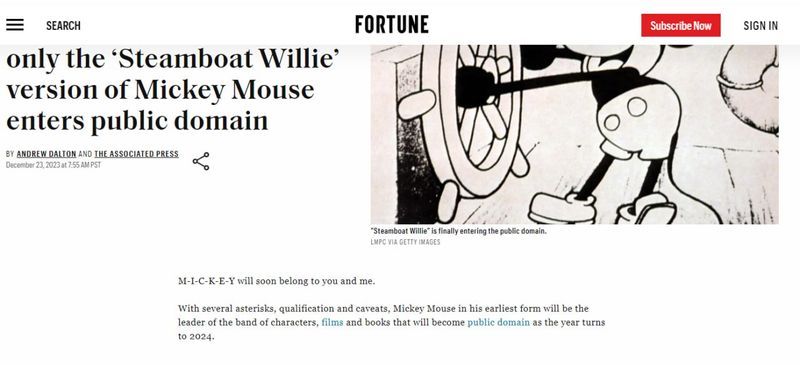 SEARCH
FORTUNE
Subscribe Now
SIGN IN
only the ‘Steamboat Willie’
version of Mickey Mouse
enters public domain
BY ANDREW DALTON AND THE ASSOCIATED PRESS
December 23, 2023 at 7:55 AM PST
"Steamboat Willie" is finally entering the public domain.
LMPC VIA GETTY IMAGES
M-I-C-K-E-Y will soon belong to you and me.
With several asterisks, qualification and caveats, Mickey Mouse in his earliest form will be the
leader of the band of characters, films and books that will become public domain as the year turns
to 2024.